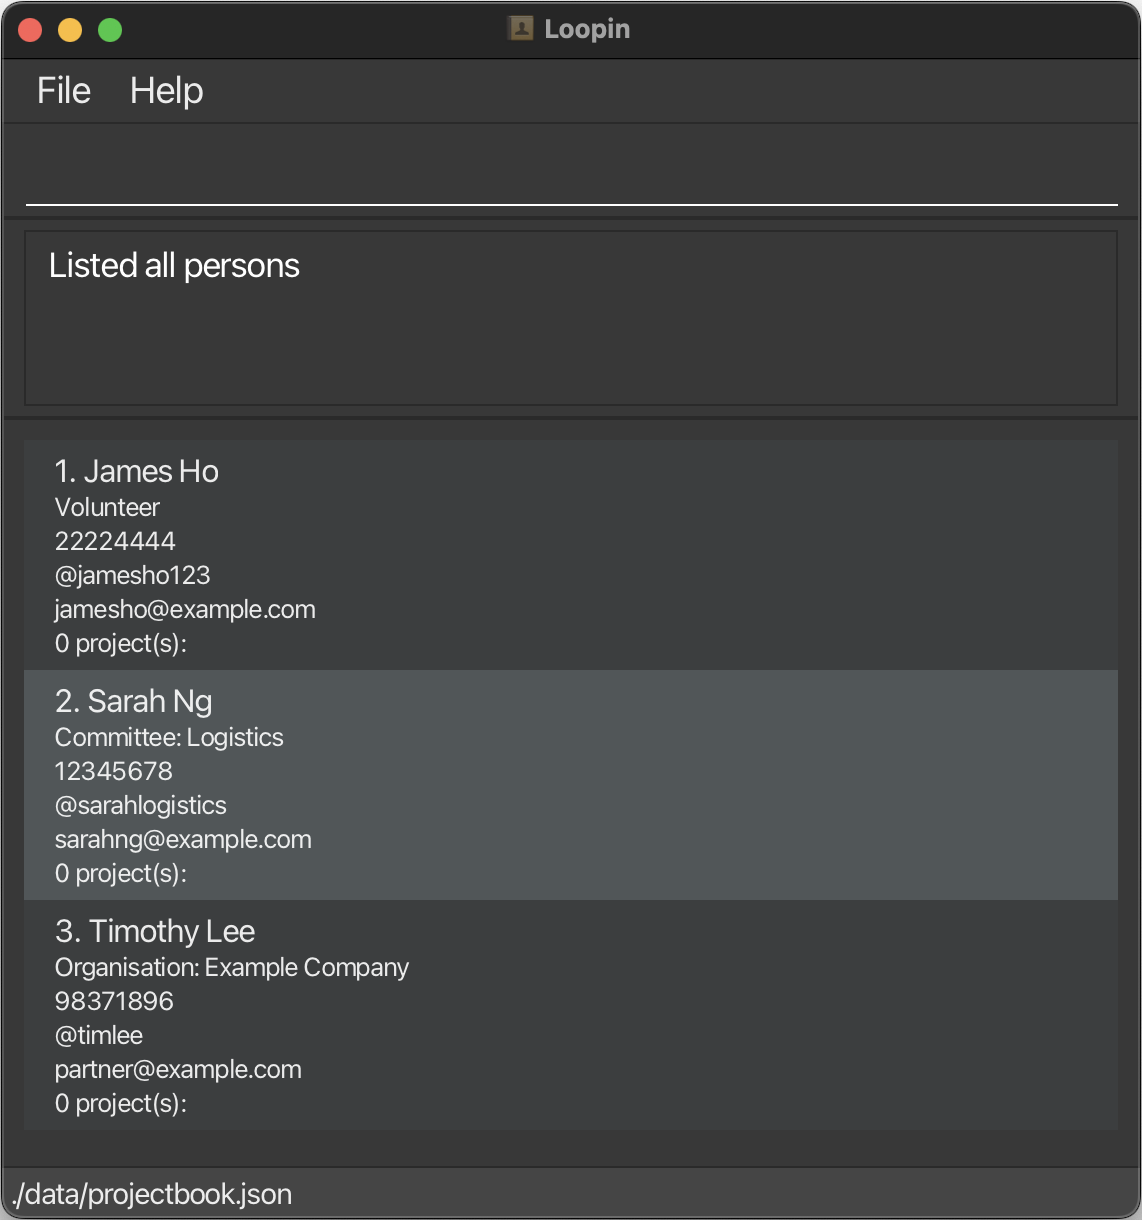 Loopin
File Help
Listed all persons
1. James Ho
Volunteer
22224444
@jamesho123
jamesho@example.com
0 project(s):
2. Sarah Ng
Committee: Logistics
12345678
@sarahlogistics
sarahng@example.com
0 project(s):
3. Timothy Lee
Organisation: Example Company
98371896
@timlee
partner@example.com
0 project(s):
./data/projectbook.json